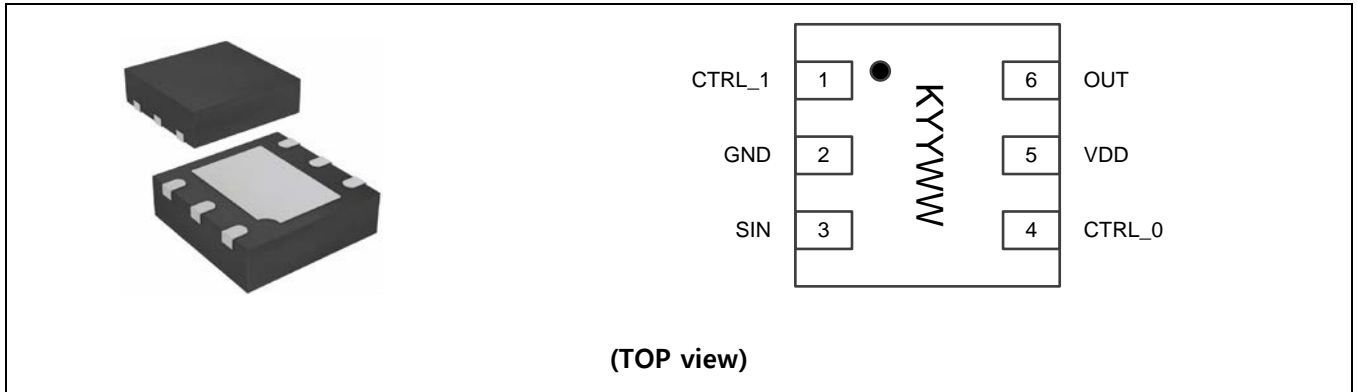 CTRL_1 1 6 OUT
GND 2 5 VDD
SIN 3 4 CTRL_0
KYYWW
(TOP view)